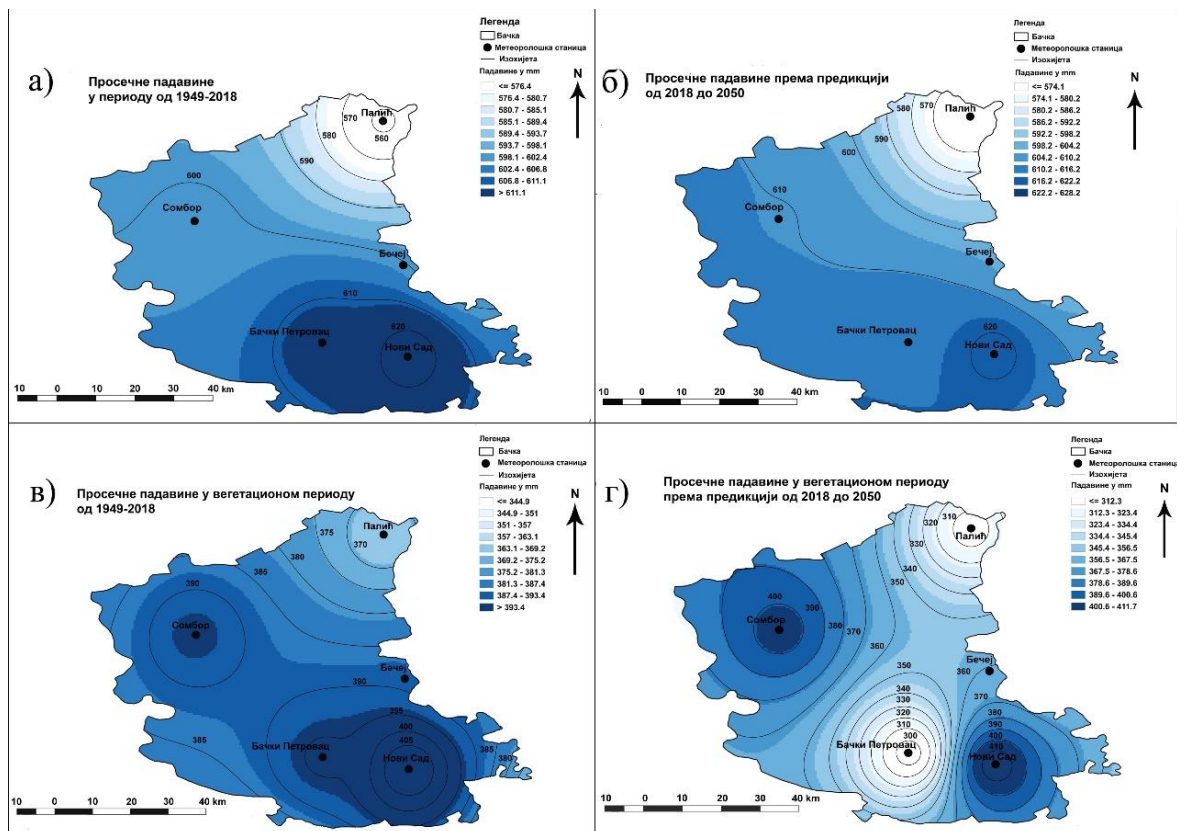 а)
Просечне падавине
у периоду од 1949-2018
Легенда
Бачка
Метеоролошка станица
Изохијета
Падавине у mm
<= 576.4
576.4 - 580.7
580.7 - 585.1
585.1 - 589.4
589.4 - 593.7
593.7 - 598.1
598.1 - 602.4
602.4 - 606.8
606.8 - 611.1
> 611.1
N
570
Палић
560
580
590
600
Сомбор
Бечеј
610
620
Бачки Петровац
Нови Сад
10 0 10 20 30 40 km
б)
Просечне падавине према предикцији
од 2018 до 2050
Легенда
Бачка
Метеоролошка станица
Изохијета
Падавине у mm
<= 574.1
574.1 - 580.2
580.2 - 586.2
586.2 - 592.2
592.2 - 598.2
598.2 - 604.2
604.2 - 610.2
610.2 - 616.2
616.2 - 622.2
622.2 - 628.2
N
580
570
Палић
590
600
610
Сомбор
Бечеј
620
Бачки Петровац
Нови Сад
10 0 10 20 30 40 km
в)
Просечне падавине у вегетационом периоду
од 1949-2018
Легенда
Бачка
Метеоролошка станица
Изохијета
Падавине у mm
<= 344.9
344.9 - 351
351 - 357
357 - 363.1
363.1 - 369.2
369.2 - 375.2
375.2 - 381.3
381.3 - 387.4
387.4 - 393.4
> 393.4
N
375
Палић
370
380
385
390
Сомбор
Бечеј
390
395
400
405
385
Бачки Петровац
Нови Сад
385
380
10 0 10 20 30 40 km
г)
Просечне падавине у вегетационом периоду
према предикцији од 2018 до 2050
Легенда
Бачка
Метеоролошка станица
Изохијета
Падавине у mm
<= 312.3
312.3 - 323.4
323.4 - 334.4
334.4 - 345.4
345.4 - 356.5
356.5 - 367.5
367.5 - 378.6
378.6 - 389.6
389.6 - 400.6
400.6 - 411.7
N
310
320
Палић
330
340
350
400
390
Сомбор
380
370
360
350
Бечеј
360
370
340
330
320
310
300
380
390
400
410
Бачки Петровац
Нови Сад
10 0 10 20 30 40 km